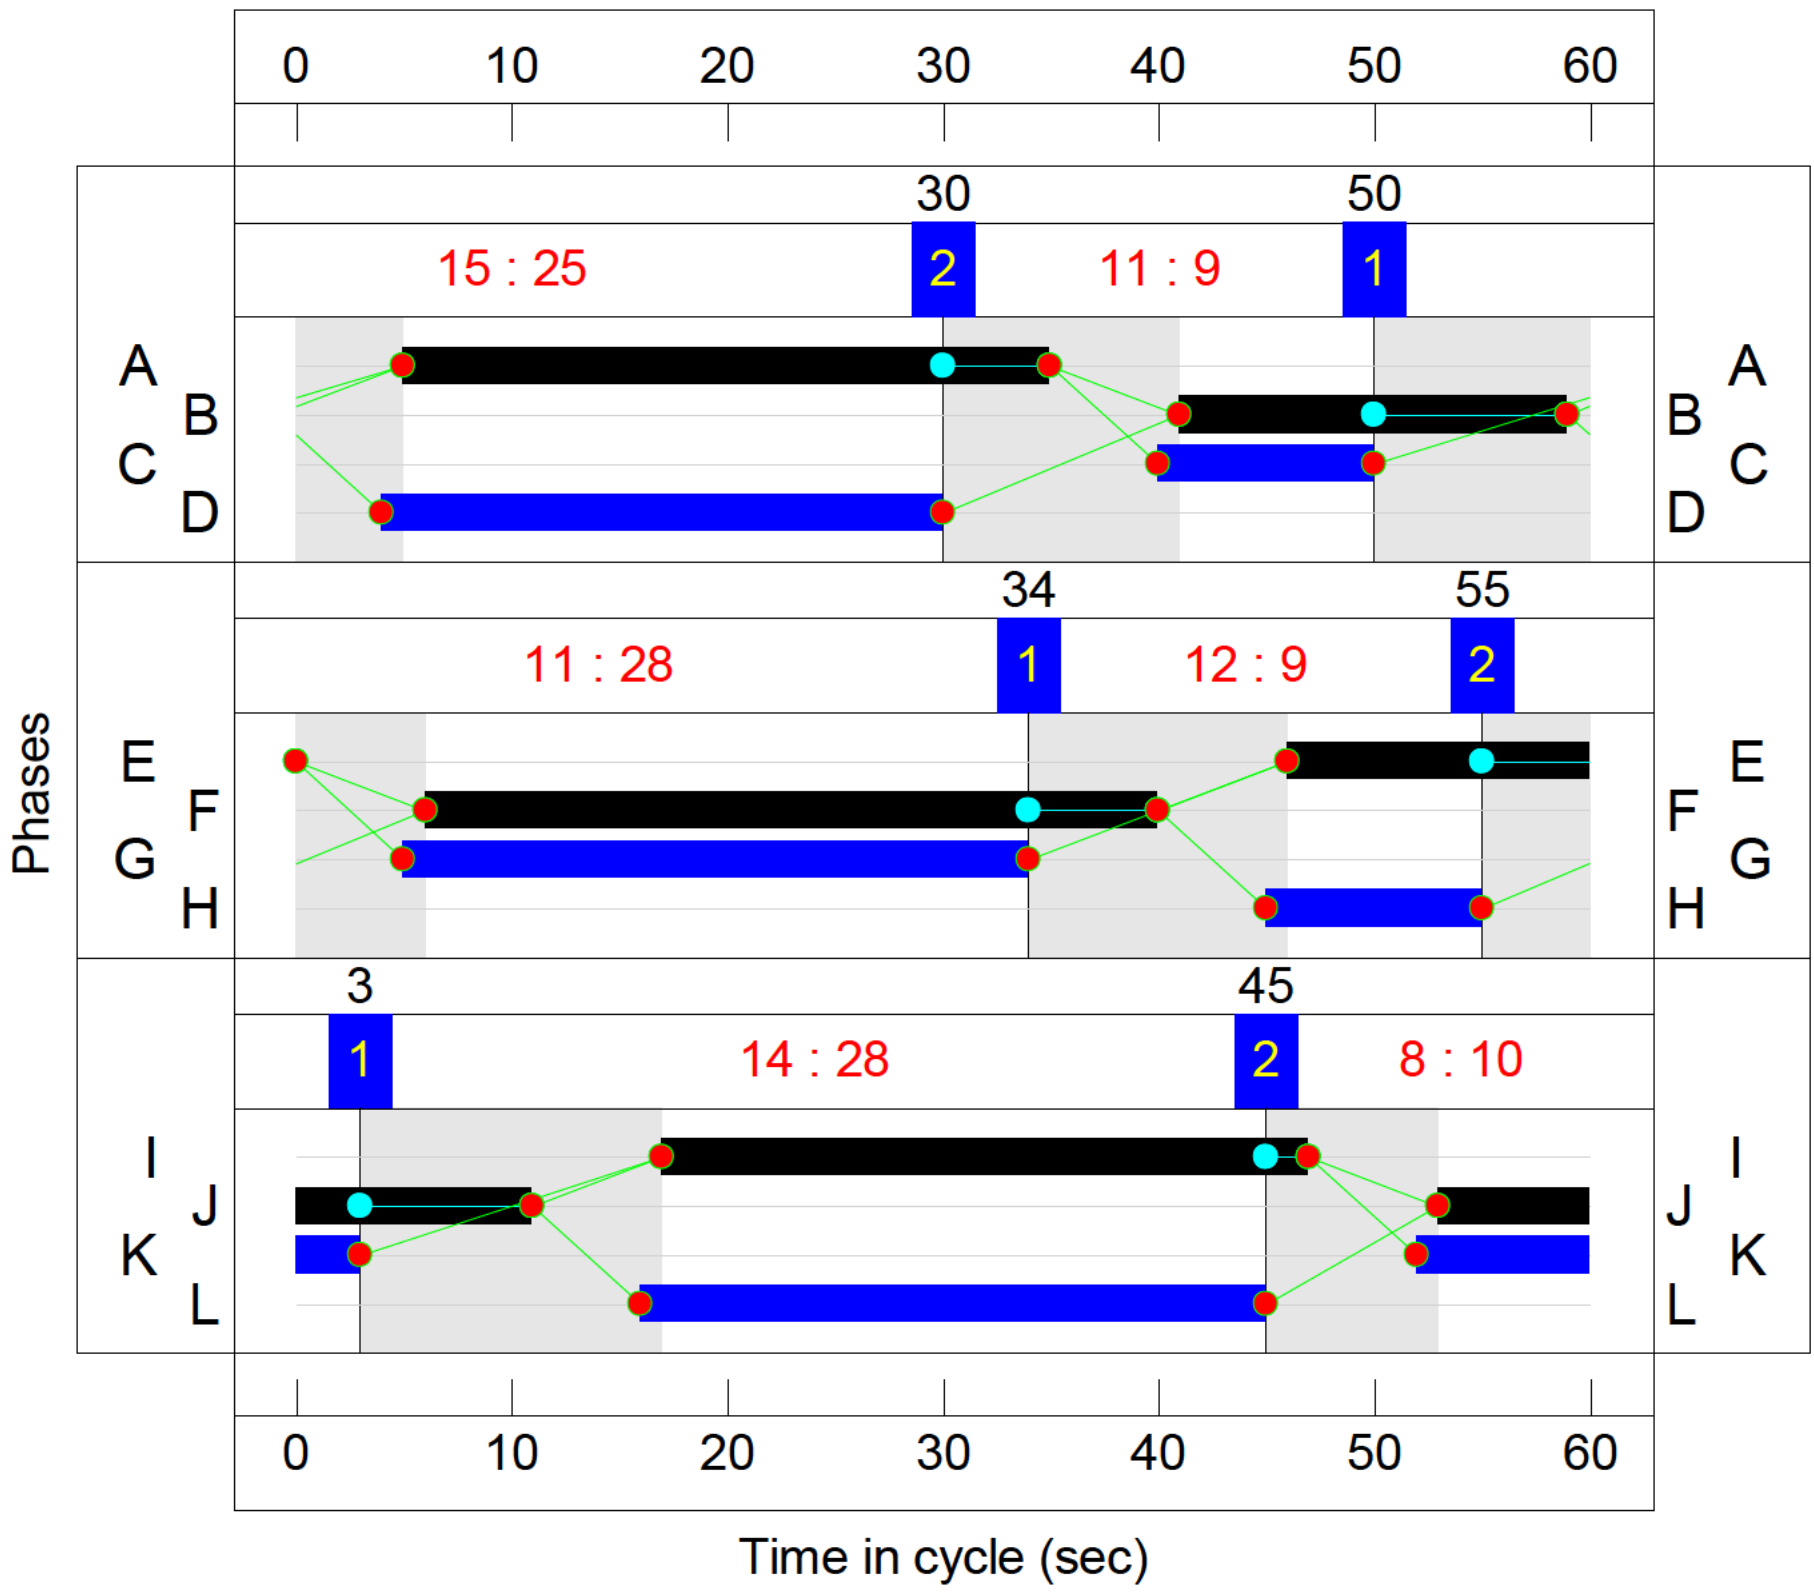 0 10 20 30 40 50 60
30 50
15 : 25 2 11 : 9 1
A A
B B
C C
D D
34 55
11 : 28 1 12 : 9 2
Phases
E E
F F
G G
H H
3 45
1 14 : 28 2 8 : 10
I I
J J
K K
L L
0 10 20 30 40 50 60
Time in cycle (sec)